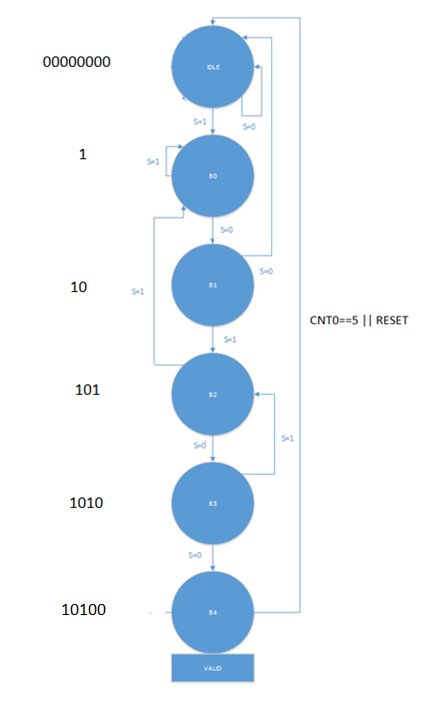 00000000
IDLE
S=1
S=0
1
S=1
B0
S=0
S=0
10
S=1
B1
S=1
CNT0==5 || RESET
101
B2
S=0
S=1
1010
B3
S=0
10100
B4
VALID